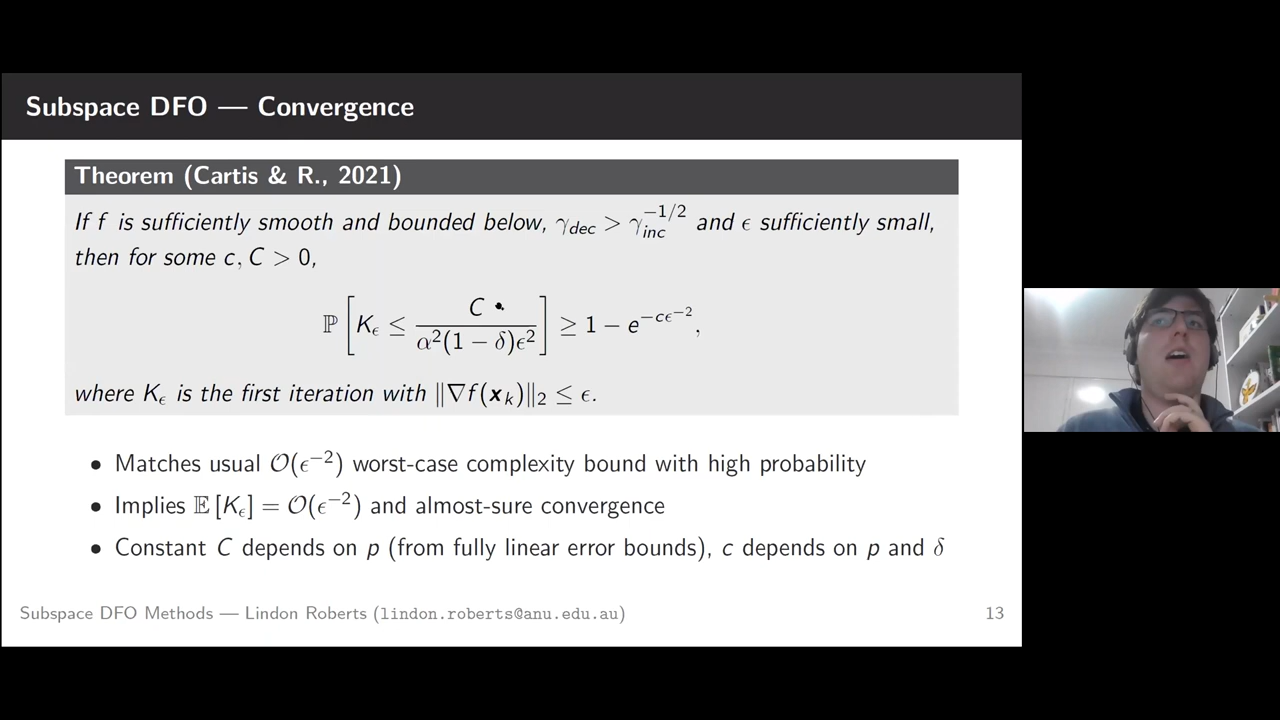 Subspace DFO — Convergence
Theorem (Cartis & R., 2021)
If f is sufficiently smooth and bounded below, γ_dec > γ_inc^{-1/2} and ϵ sufficiently small,
then for some c, C > 0,
ℙ[K_ϵ ≤ C / (α²(1 − δ)ϵ²)] ≥ 1 − e^{−cϵ^{−2}},
where K_ϵ is the first iteration with ‖∇f(x_k)‖₂ ≤ ϵ.
• Matches usual 𝒪(ϵ⁻²) worst-case complexity bound with high probability
• Implies 𝔼[K_ϵ] = 𝒪(ϵ⁻²) and almost-sure convergence
• Constant C depends on p (from fully linear error bounds), c depends on p and δ
Subspace DFO Methods — Lindon Roberts (lindon.roberts@anu.edu.au) 13